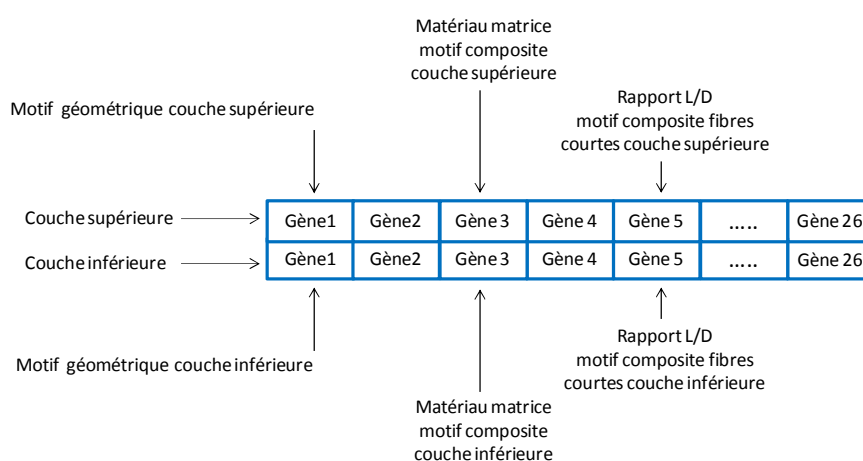 Matériau matrice
motif composite
couche supérieure
Motif géométrique couche supérieure
Rapport L/D
motif composite fibres
courtes couche supérieure
Couche supérieure
Gène1 Gène2 Gène 3 Gène 4 Gène 5 ..... Gène 26
Couche inférieure
Gène1 Gène2 Gène 3 Gène 4 Gène 5 ..... Gène 26
Motif géométrique couche inférieure
Rapport L/D
motif composite fibres
courtes couche inférieure
Matériau matrice
motif composite
couche inférieure